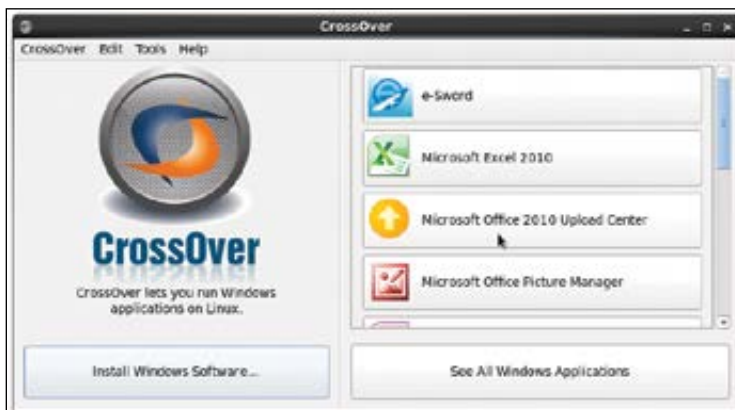 CrossOver
CrossOver Edit Tools Help
CrossOver
CrossOver lets you run Windows
applications on Linux.
Install Windows Software...
e-Sword
Microsoft Excel 2010
Microsoft Office 2010 Upload Center
Microsoft Office Picture Manager
See All Windows Applications